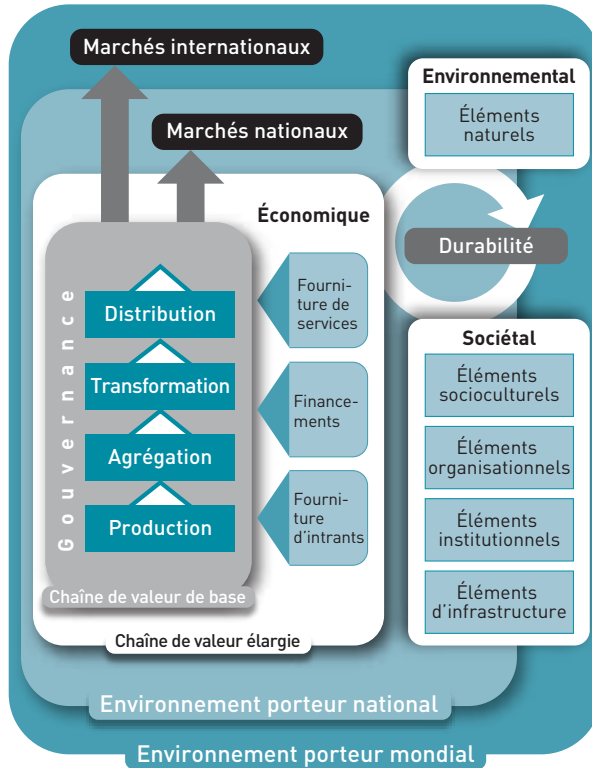 Marchés internationaux
Marchés nationaux
Environnemental
Éléments
naturels
Durabilité
Économique
Gouvernance
Distribution
Transformation
Agrégation
Production
Fourni-
ture de
services
Finance-
ments
Fourni-
ture
d'intrants
Sociétal
Éléments
socioculturels
Éléments
organisationnels
Éléments
institutionnels
Éléments
d'infrastructure
Chaîne de valeur de base
Chaîne de valeur élargie
Environnement porteur national
Environnement porteur mondial